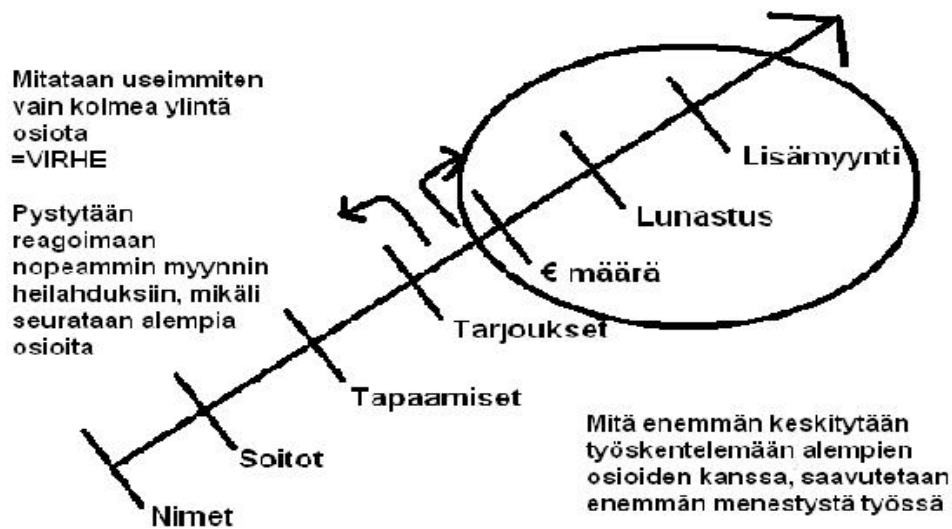 Mitataan useimmiten
vain kolmea ylintä
osiota
=VIRHE
Pystytään
reagoimaan
nopeammin myynnin
heilahduksiin, mikäli
seurataan alempia
osioita
Lisämyynti
Lunastus
€ määrä
Tarjoukset
Tapaamiset
Soitot
Nimet
Mitä enemmän keskitytään
työskentelemään alempien
osioiden kanssa, saavutetaan
enemmän menestystä työssä